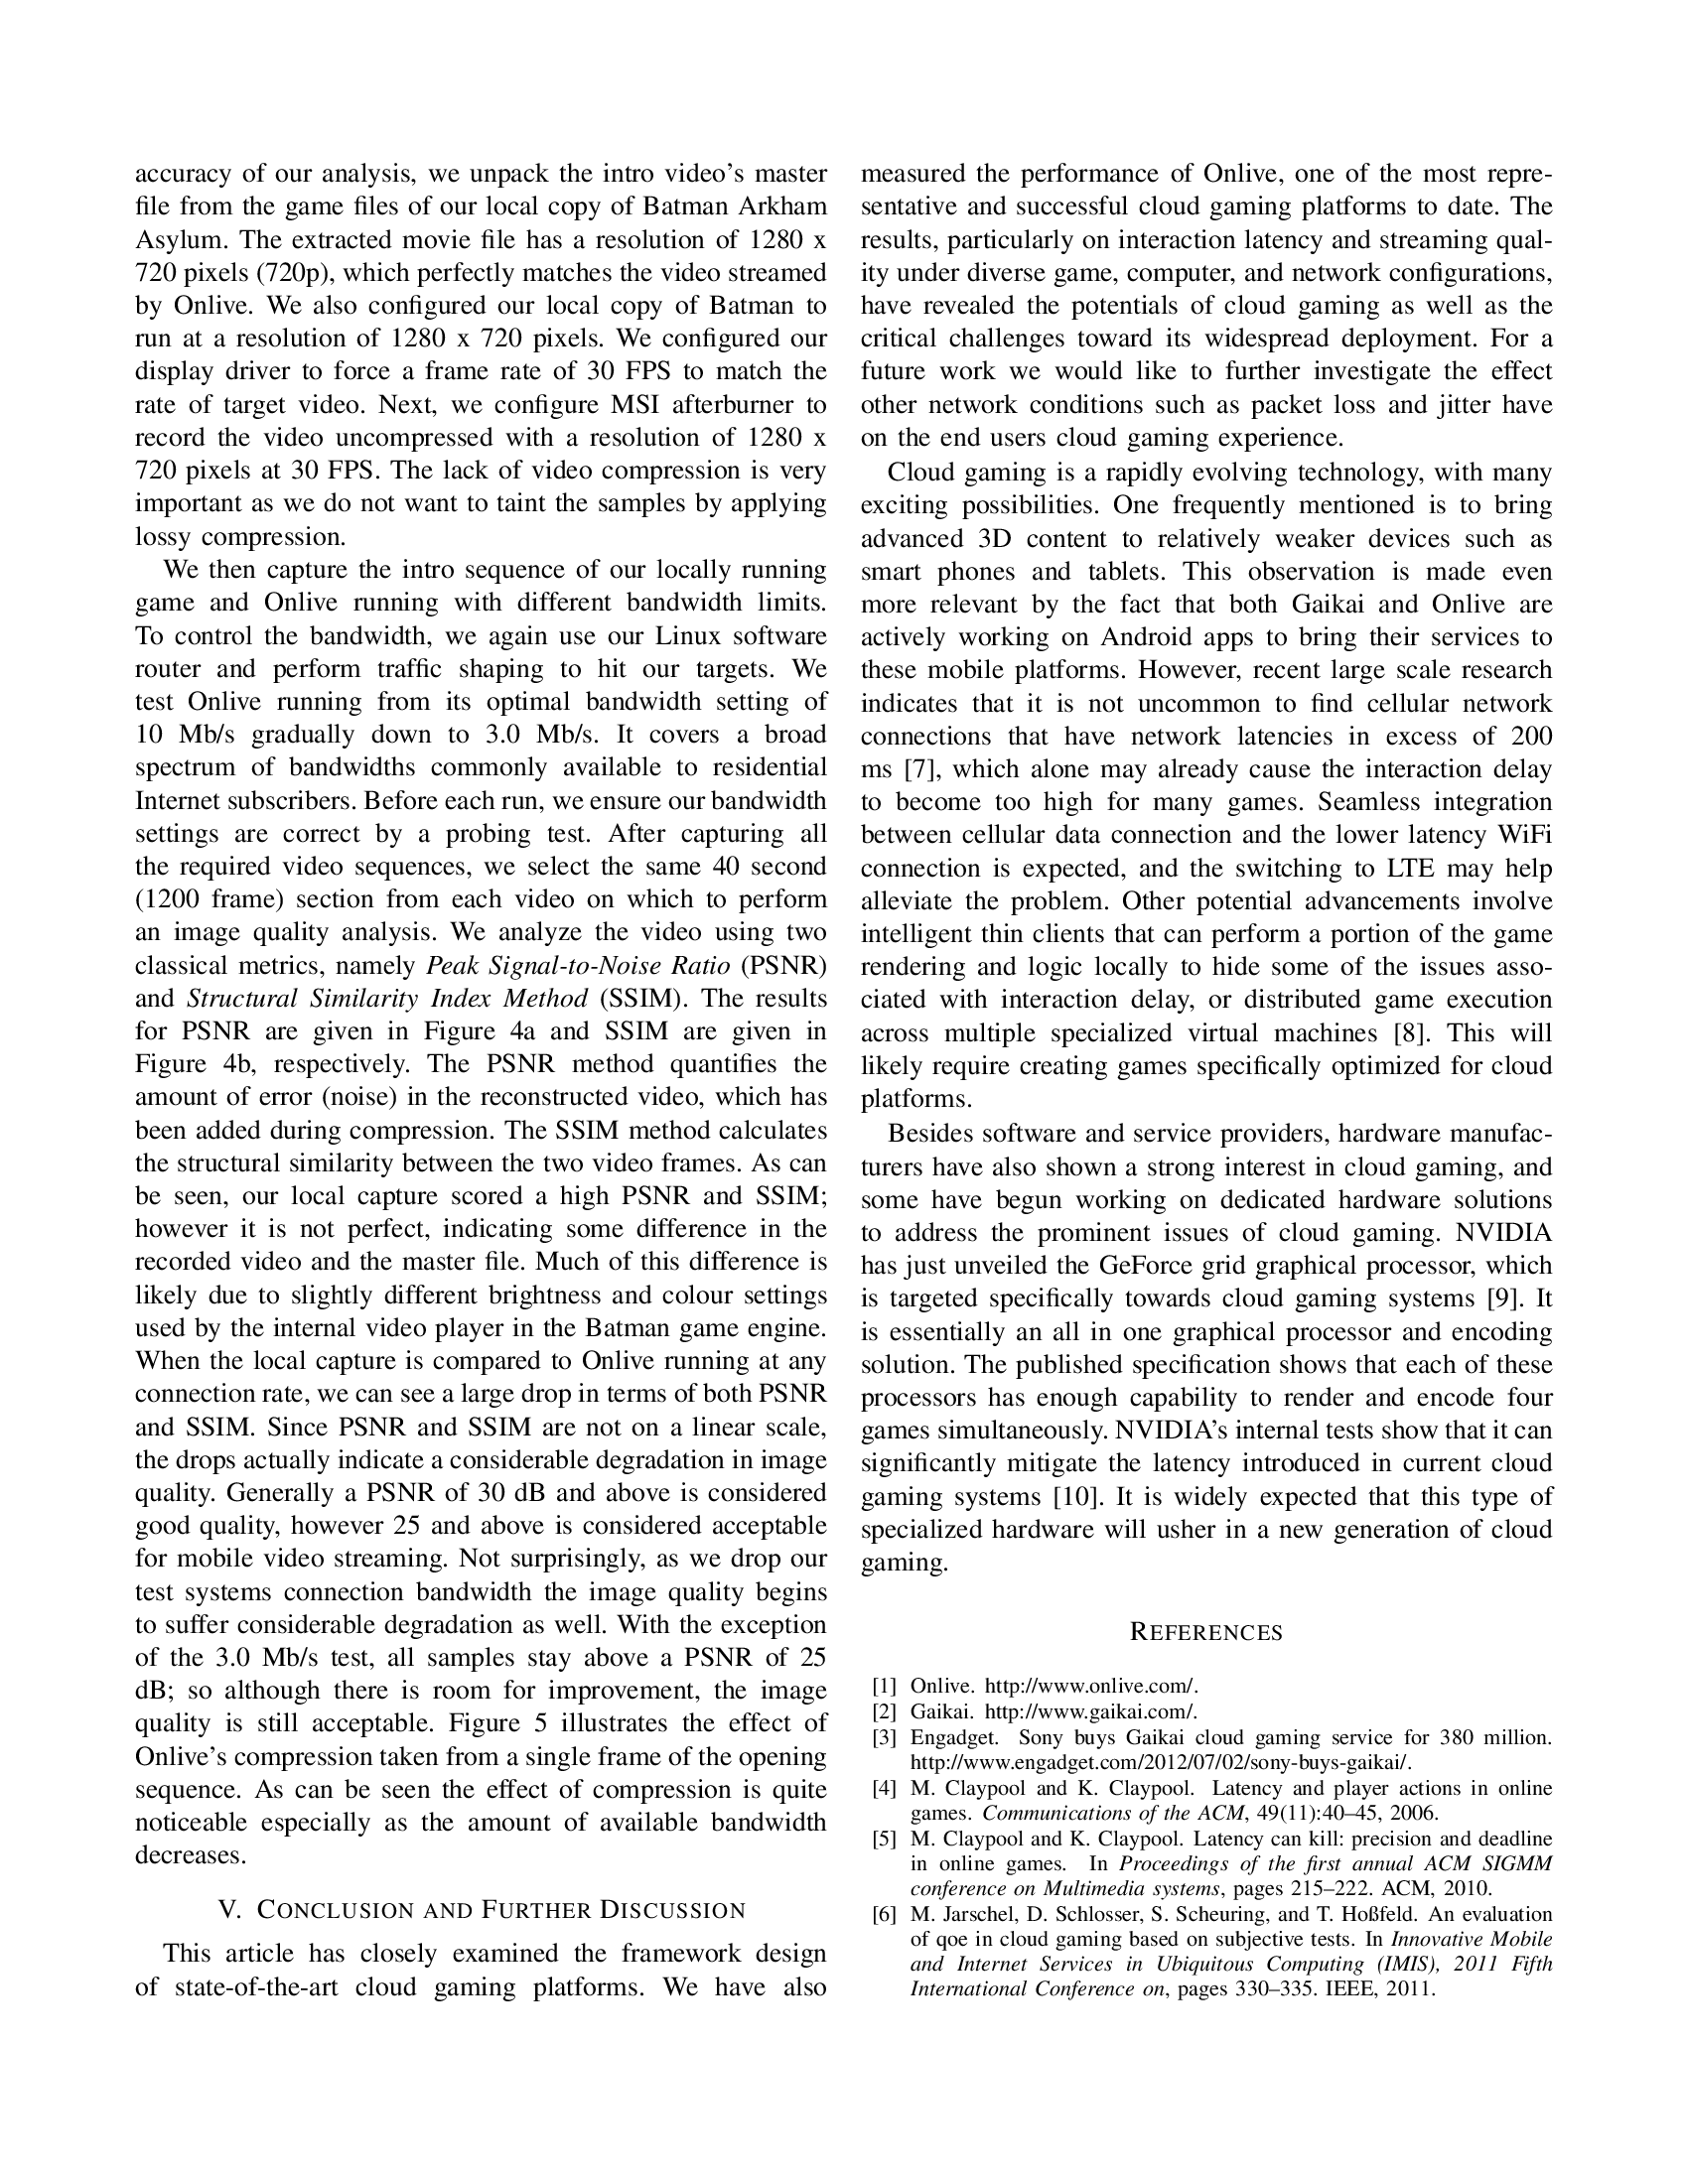 accuracy of our analysis, we unpack the intro video's master
file from the game files of our local copy of Batman Arkham
Asylum. The extracted movie file has a resolution of 1280 x
720 pixels (720p), which perfectly matches the video streamed
by Onlive. We also configured our local copy of Batman to
run at a resolution of 1280 x 720 pixels. We configured our
display driver to force a frame rate of 30 FPS to match the
rate of target video. Next, we configure MSI afterburner to
record the video uncompressed with a resolution of 1280 x
720 pixels at 30 FPS. The lack of video compression is very
important as we do not want to taint the samples by applying
lossy compression.
We then capture the intro sequence of our locally running
game and Onlive running with different bandwidth limits.
To control the bandwidth, we again use our Linux software
router and perform traffic shaping to hit our targets. We
test Onlive running from its optimal bandwidth setting of
10 Mb/s gradually down to 3.0 Mb/s. It covers a broad
spectrum of bandwidths commonly available to residential
Internet subscribers. Before each run, we ensure our bandwidth
settings are correct by a probing test. After capturing all
the required video sequences, we select the same 40 second
(1200 frame) section from each video on which to perform
an image quality analysis. We analyze the video using two
classical metrics, namely Peak Signal-to-Noise Ratio (PSNR)
and Structural Similarity Index Method (SSIM). The results
for PSNR are given in Figure 4a and SSIM are given in
Figure 4b, respectively. The PSNR method quantifies the
amount of error (noise) in the reconstructed video, which has
been added during compression. The SSIM method calculates
the structural similarity between the two video frames. As can
be seen, our local capture scored a high PSNR and SSIM;
however it is not perfect, indicating some difference in the
recorded video and the master file. Much of this difference is
likely due to slightly different brightness and colour settings
used by the internal video player in the Batman game engine.
When the local capture is compared to Onlive running at any
connection rate, we can see a large drop in terms of both PSNR
and SSIM. Since PSNR and SSIM are not on a linear scale,
the drops actually indicate a considerable degradation in image
quality. Generally a PSNR of 30 dB and above is considered
good quality, however 25 and above is considered acceptable
for mobile video streaming. Not surprisingly, as we drop our
test systems connection bandwidth the image quality begins
to suffer considerable degradation as well. With the exception
of the 3.0 Mb/s test, all samples stay above a PSNR of 25
dB; so although there is room for improvement, the image
quality is still acceptable. Figure 5 illustrates the effect of
Onlive's compression taken from a single frame of the opening
sequence. As can be seen the effect of compression is quite
noticeable especially as the amount of available bandwidth
decreases.
V. CONCLUSION AND FURTHER DISCUSSION
This article has closely examined the framework design
of state-of-the-art cloud gaming platforms. We have also
measured the performance of Onlive, one of the most repre-
sentative and successful cloud gaming platforms to date. The
results, particularly on interaction latency and streaming qual-
ity under diverse game, computer, and network configurations,
have revealed the potentials of cloud gaming as well as the
critical challenges toward its widespread deployment. For a
future work we would like to further investigate the effect
other network conditions such as packet loss and jitter have
on the end users cloud gaming experience.
Cloud gaming is a rapidly evolving technology, with many
exciting possibilities. One frequently mentioned is to bring
advanced 3D content to relatively weaker devices such as
smart phones and tablets. This observation is made even
more relevant by the fact that both Gaikai and Onlive are
actively working on Android apps to bring their services to
these mobile platforms. However, recent large scale research
indicates that it is not uncommon to find cellular network
connections that have network latencies in excess of 200
ms [7], which alone may already cause the interaction delay
to become too high for many games. Seamless integration
between cellular data connection and the lower latency WiFi
connection is expected, and the switching to LTE may help
alleviate the problem. Other potential advancements involve
intelligent thin clients that can perform a portion of the game
rendering and logic locally to hide some of the issues asso-
ciated with interaction delay, or distributed game execution
across multiple specialized virtual machines [8]. This will
likely require creating games specifically optimized for cloud
platforms.
Besides software and service providers, hardware manufac-
turers have also shown a strong interest in cloud gaming, and
some have begun working on dedicated hardware solutions
to address the prominent issues of cloud gaming. NVIDIA
has just unveiled the GeForce grid graphical processor, which
is targeted specifically towards cloud gaming systems [9]. It
is essentially an all in one graphical processor and encoding
solution. The published specification shows that each of these
processors has enough capability to render and encode four
games simultaneously. NVIDIA's internal tests show that it can
significantly mitigate the latency introduced in current cloud
gaming systems [10]. It is widely expected that this type of
specialized hardware will usher in a new generation of cloud
gaming.
REFERENCES
[1] Onlive. http://www.onlive.com/.
[2] Gaikai. http://www.gaikai.com/.
[3] Engadget. Sony buys Gaikai cloud gaming service for 380 million.
http://www.engadget.com/2012/07/02/sony-buys-gaikai/.
[4] M. Claypool and K. Claypool. Latency and player actions in online
games. Communications of the ACM, 49(11):40–45, 2006.
[5] M. Claypool and K. Claypool. Latency can kill: precision and deadline
in online games. In Proceedings of the first annual ACM SIGMM
conference on Multimedia systems, pages 215–222. ACM, 2010.
[6] M. Jarschel, D. Schlosser, S. Scheuring, and T. Hoßfeld. An evaluation
of qoe in cloud gaming based on subjective tests. In Innovative Mobile
and Internet Services in Ubiquitous Computing (IMIS), 2011 Fifth
International Conference on, pages 330–335. IEEE, 2011.